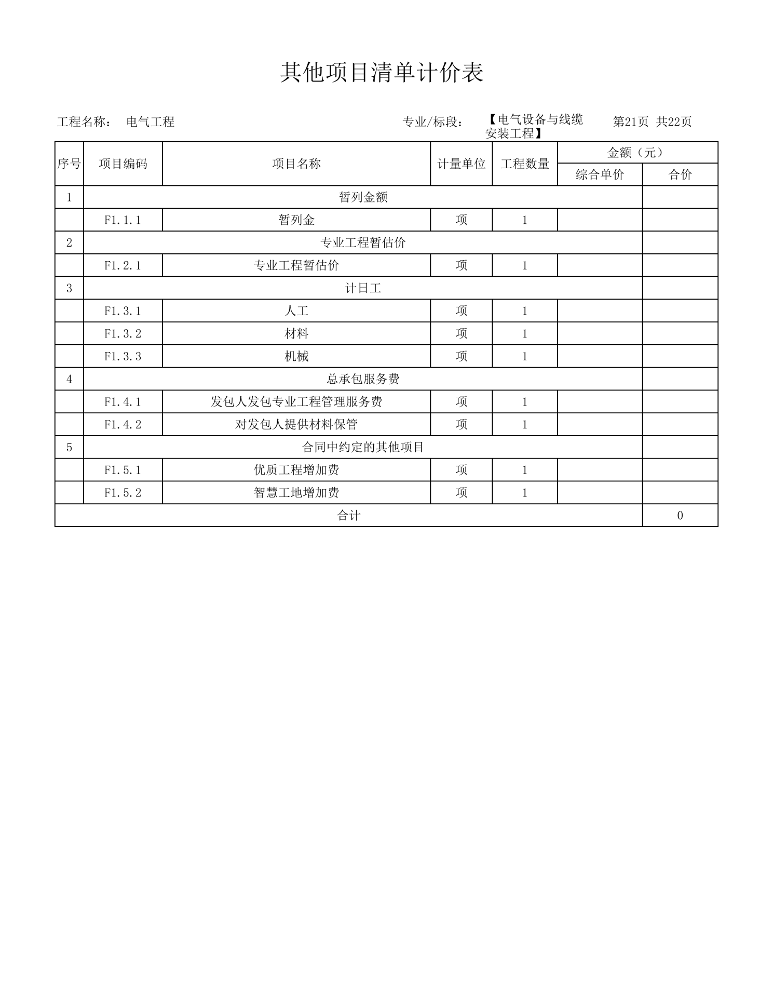 其他项目清单计价表
工程名称： 电气工程 专业/标段： 【电气设备与线缆 第21页 共22页
安装工程】
序号 项目编码 项目名称 计量单位 工程数量 金额（元）
综合单价 合价
1 暂列金额
F1.1.1 暂列金 项 1
2 专业工程暂估价
F1.2.1 专业工程暂估价 项 1
3 计日工
F1.3.1 人工 项 1
F1.3.2 材料 项 1
F1.3.3 机械 项 1
4 总承包服务费
F1.4.1 发包人发包专业工程管理服务费 项 1
F1.4.2 对发包人提供材料保管 项 1
5 合同中约定的其他项目
F1.5.1 优质工程增加费 项 1
F1.5.2 智慧工地增加费 项 1
合计 0